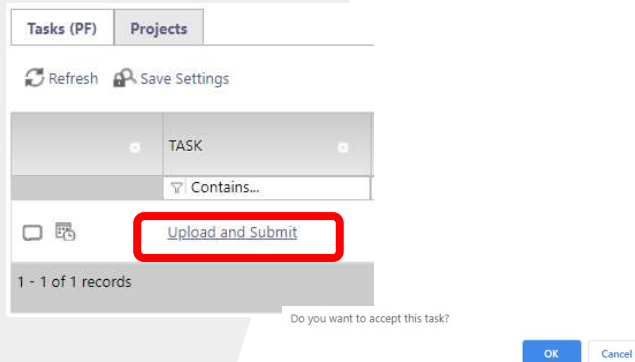 Tasks (PF) Projects
Refresh Save Settings
TASK
Contains...
Upload and Submit
1 - 1 of 1 records
Do you want to accept this task?
OK Cancel